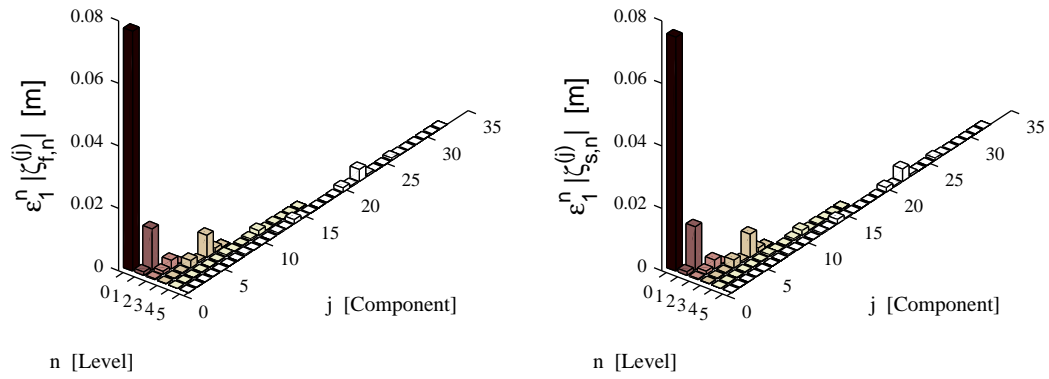 0.08
0.06
0.04
0.02
0
ε₁ⁿ |ζ_{f,n}^{(j)}| [m]
0 1 2 3 4 5
0 5 10 15 20 25 30 35
j [Component]
n [Level]
0.08
0.06
0.04
0.02
0
ε₁ⁿ |ζ_{s,n}^{(j)}| [m]
0 1 2 3 4 5
0 5 10 15 20 25 30 35
j [Component]
n [Level]